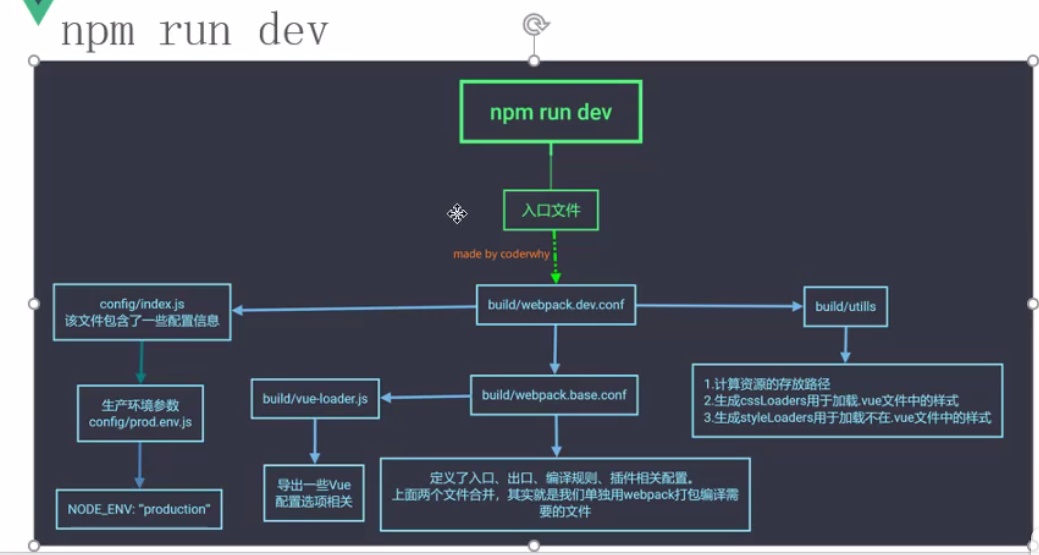 npm run dev
npm run dev
入口文件
made by coderwhy
config/index.js
该文件包含了一些配置信息
build/webpack.dev.conf
build/utills
生产环境参数
config/prod.env.js
build/vue-loader.js
build/webpack.base.conf
1.计算资源的存放路径
2.生成cssLoaders用于加载.vue文件中的样式
3.生成styleLoaders用于加载不在.vue文件中的样式
NODE_ENV: "production"
导出一些Vue
配置选项相关
定义了入口、出口、编译规则、插件相关配置。
上面两个文件合并，其实就是我们单独用webpack打包编译需
要的文件